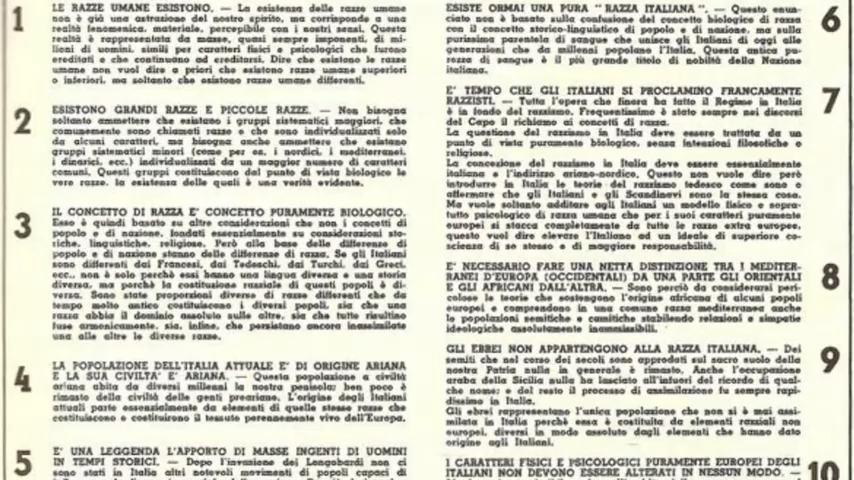 1
LE RAZZE UMANE ESISTONO. — La esistenza delle razze umane
non è già una astrazione del nostro spirito, ma corrisponde a una
realtà fenomenica, materiale, percepibile con i nostri sensi. Questa
realtà è rappresentata da masse, quasi sempre imponenti, di mi-
lioni di uomini, simili per caratteri fisici e psicologici che furono
ereditati e che continuano ad ereditarsi. Dire che esistono le razze
umane non vuol dire a priori che esistono razze umane superiori
o inferiori, ma soltanto che esistono razze umane differenti.
2
ESISTONO GRANDI RAZZE E PICCOLE RAZZE. — Non bisogna
soltanto ammettere che esistano i gruppi sistematici maggiori, che
comunemente sono chiamati razze e che sono individualizzati solo
da alcuni caratteri, ma bisogna anche ammettere che esistano
gruppi sistematici minori (come per es. i nordici, i mediterranei,
i dinarici, ecc.) individualizzati da un maggior numero di caratteri
comuni. Questi gruppi costituiscono dal punto di vista biologico le
vere razze, la esistenza delle quali è una verità evidente.
3
IL CONCETTO DI RAZZA E' CONCETTO PURAMENTE BIOLOGICO.
Esso è quindi basato su altre considerazioni che non i concetti di
popolo e di nazione, fondati essenzialmente su considerazioni sto-
riche, linguistiche, religiose. Però alla base delle differenze di
popolo e di nazione stanno delle differenze di razza. Se gli Italiani
sono differenti dai Francesi, dai Tedeschi, dai Turchi, dai Greci,
ecc., non è solo perchè essi hanno una lingua diversa e una storia
diversa, ma perchè la costituzione razziale di questi popoli è di-
versa. Sono state proporzioni diverse di razze differenti che da
tempo molto antico costituiscono i diversi popoli, sia che una
razza abbia il dominio assoluto sulle altre, sia che tutte risultino
fuse armonicamente, sia, infine, che persistano ancora inassimilate
una alle altre le diverse razze.
4
LA POPOLAZIONE DELL'ITALIA ATTUALE E' DI ORIGINE ARIANA
E LA SUA CIVILTA' E' ARIANA. — Questa popolazione a civiltà
ariana abita da diversi millenni la nostra penisola; ben poco è
rimasto della civiltà delle genti preariane. L'origine degli Italiani
attuali parte essenzialmente da elementi di quelle stesse razze che
costituiscono e costituirono il tessuto perennemente vivo dell'Europa.
5
E' UNA LEGGENDA L'APPORTO DI MASSE INGENTI DI UOMINI
IN TEMPI STORICI. — Dopo l'invasione dei Longobardi non ci
sono stati in Italia altri notevoli movimenti di popoli capaci di
6
ESISTE ORMAI UNA PURA "RAZZA ITALIANA". — Questo enun-
ciato non è basato sulla confusione del concetto biologico di razza
con il concetto storico-linguistico di popolo e di nazione, ma sulla
purissima parentela di sangue che unisce gli Italiani di oggi alle
generazioni che da millenni popolano l'Italia. Questa antica pu-
rezza di sangue è il più grande titolo di nobiltà della Nazione
italiana.
7
E' TEMPO CHE GLI ITALIANI SI PROCLAMINO FRANCAMENTE
RAZZISTI. — Tutta l'opera che finora ha fatto il Regime in Italia
è in fondo del razzismo. Frequentissimo è stato sempre nei discorsi
del Capo il richiamo ai concetti di razza.
La questione del razzismo in Italia deve essere trattata da un
punto di vista puramente biologico, senza intenzioni filosofiche o
religiose.
La concezione del razzismo in Italia deve essere essenzialmente
italiana e l'indirizzo ariano-nordico. Questo non vuole dire però
introdurre in Italia le teorie del razzismo tedesco come sono o
affermare che gli Italiani e gli Scandinavi sono la stessa cosa.
Ma vuole soltanto additare agli Italiani un modello fisico e sopra-
tutto psicologico di razza umana che per i suoi caratteri puramente
europei si stacca completamente da tutte le razze extra europee,
questo vuol dire elevare l'Italiano ad un ideale di superiore co-
scienza di se stesso e di maggiore responsabilità.
8
E' NECESSARIO FARE UNA NETTA DISTINZIONE TRA I MEDITER-
RANEI D'EUROPA (OCCIDENTALI) DA UNA PARTE GLI ORIENTALI
E GLI AFRICANI DALL'ALTRA. — Sono perciò da considerarsi peri-
colose le teorie che sostengono l'origine africana di alcuni popoli
europei e comprendono in una comune razza mediterranea anche
le popolazioni semitiche e camitiche stabilendo relazioni e simpatie
ideologiche assolutamente inammissibili.
9
GLI EBREI NON APPARTENGONO ALLA RAZZA ITALIANA. — Dei
semiti che nel corso dei secoli sono approdati sul sacro suolo della
nostra Patria nulla in generale è rimasto. Anche l'occupazione
araba della Sicilia nulla ha lasciato all'infuori del ricordo di qual-
che nome; e del resto il processo di assimilazione fu sempre rapi-
dissimo in Italia.
Gli ebrei rappresentano l'unica popolazione che non si è mai assi-
milata in Italia perchè essa è costituita da elementi razziali non
europei, diversi in modo assoluto dagli elementi che hanno dato
origine agli Italiani.
10
I CARATTERI FISICI E PSICOLOGICI PURAMENTE EUROPEI DEGLI
ITALIANI NON DEVONO ESSERE ALTERATI IN NESSUN MODO. —